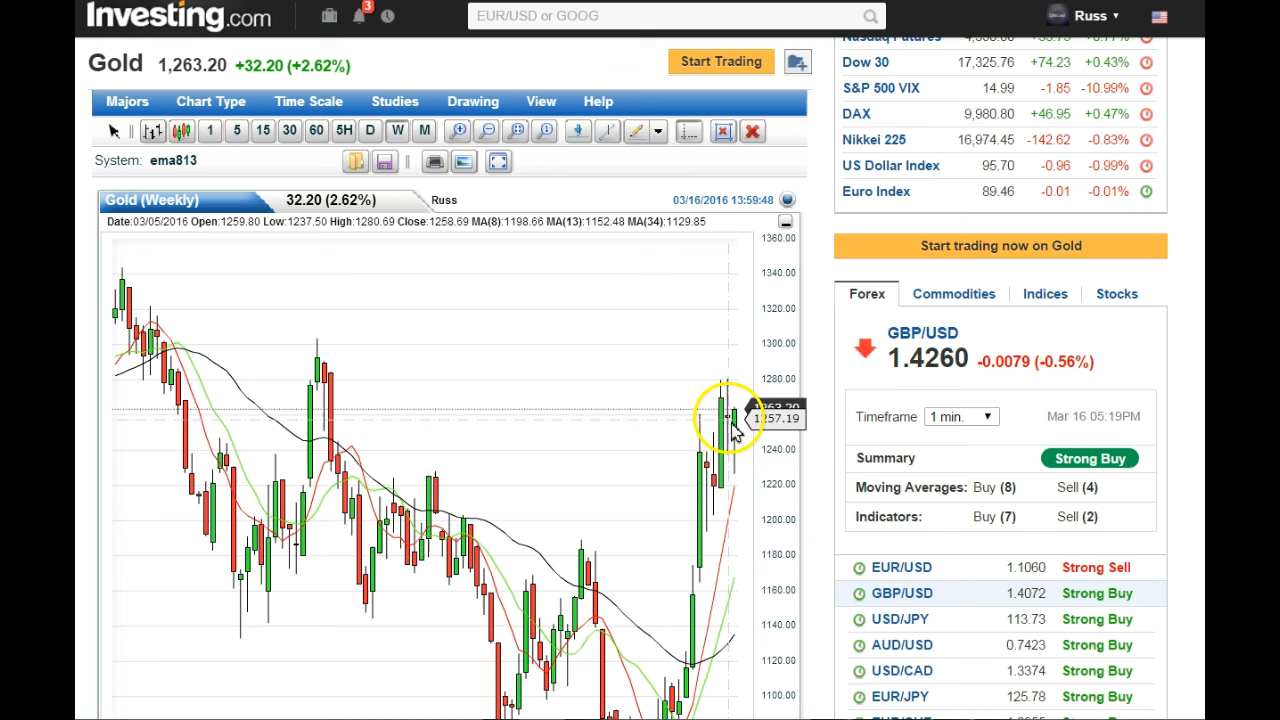 Investing.com
3
EUR/USD or GOOG
Russ
Gold 1,263.20 +32.20 (+2.62%)
Start Trading
Majors Chart Type Time Scale Studies Drawing View Help
1 5 15 30 60 5H D W M
System: ema813
Gold (Weekly) 32.20 (2.62%) Russ 03/16/2016 13:59:48
Date:03/05/2016 Open:1259.80 Low:1237.50 High:1280.69 Close:1258.69 MA(8):1198.66 MA(13):1152.48 MA(34):1129.85
1360.00
1340.00
1320.00
1300.00
1280.00
1263.20
1257.19
1240.00
1220.00
1200.00
1180.00
1160.00
1140.00
1120.00
1100.00
Nasdaq Futures
Dow 30 17,325.76 +74.23 +0.43%
S&P 500 VIX 14.99 -1.85 -10.99%
DAX 9,980.80 +46.95 +0.47%
Nikkei 225 16,974.45 -142.62 -0.83%
US Dollar Index 95.70 -0.96 -0.99%
Euro Index 89.46 -0.01 -0.01%
Start trading now on Gold
Forex Commodities Indices Stocks
GBP/USD
1.4260 -0.0079 (-0.56%)
Timeframe 1 min. Mar 16 05:19PM
Summary Strong Buy
Moving Averages: Buy (8) Sell (4)
Indicators: Buy (7) Sell (2)
EUR/USD 1.1060 Strong Sell
GBP/USD 1.4072 Strong Buy
USD/JPY 113.73 Strong Buy
AUD/USD 0.7423 Strong Buy
USD/CAD 1.3374 Strong Buy
EUR/JPY 125.78 Strong Buy